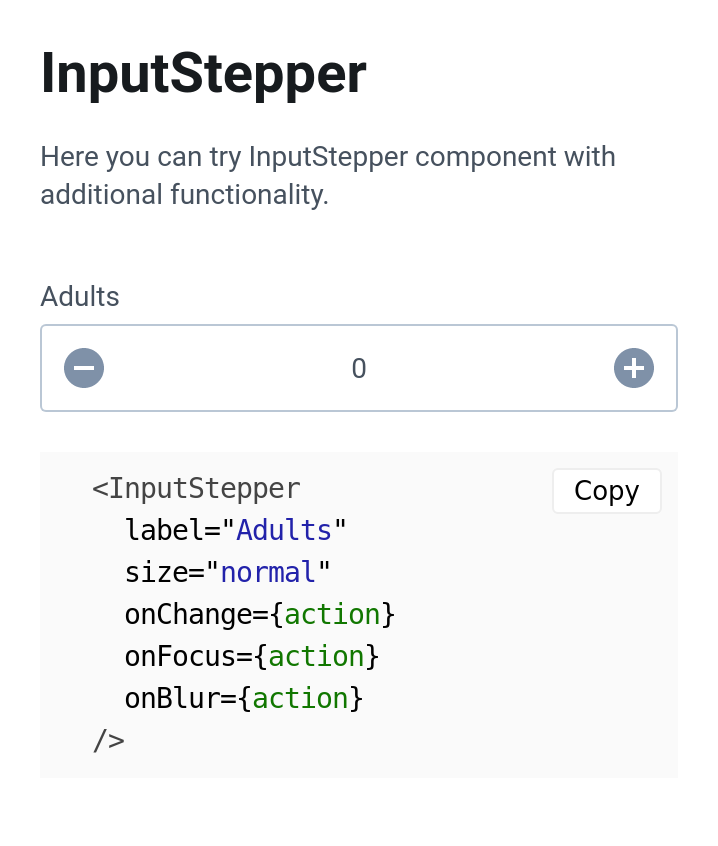 InputStepper
Here you can try InputStepper component with
additional functionality.
Adults
0
Copy
<InputStepper
  label="Adults"
  size="normal"
  onChange={action}
  onFocus={action}
  onBlur={action}
/>